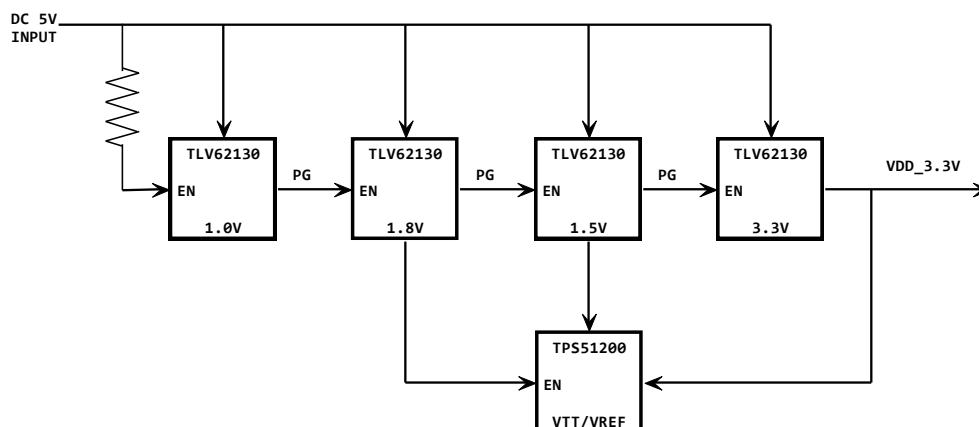 DC 5V
INPUT
TLV62130
EN
1.0V
PG
TLV62130
EN
1.8V
PG
TLV62130
EN
1.5V
PG
TLV62130
EN
3.3V
VDD_3.3V
TPS51200
EN
VTT/VREF